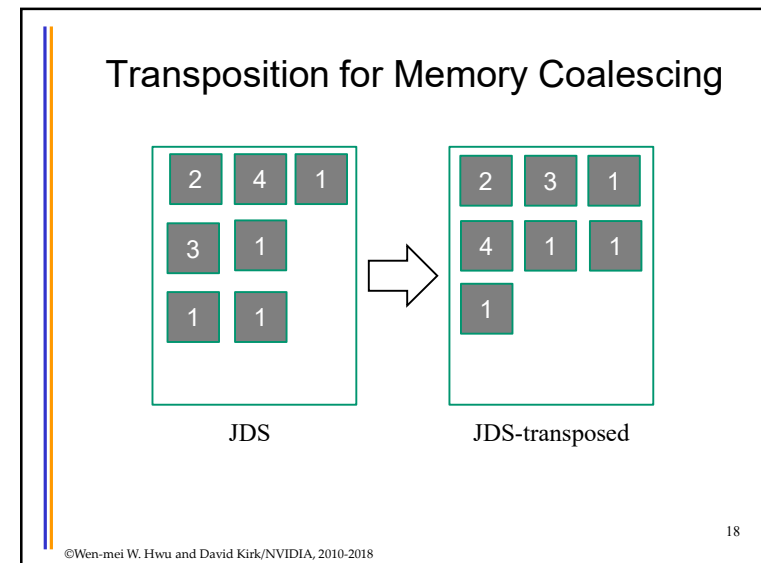 Transposition for Memory Coalescing
2 4 1
3 1
1 1
2 3 1
4 1 1
1
JDS
JDS-transposed
18
©Wen-mei W. Hwu and David Kirk/NVIDIA, 2010-2018